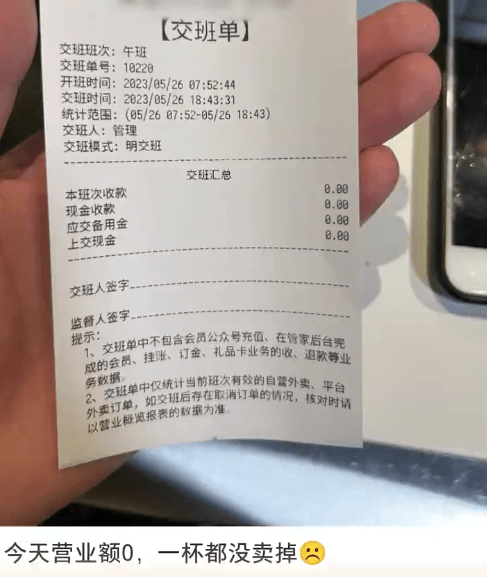 【交班单】
交班班次：午班
交班单号：10220
开班时间：2023/05/26 07:52:44
交班时间：2023/05/26 18:43:31
统计范围：(05/26 07:52-05/26 18:43)
交班人：管理
交班模式：明交班
交班汇总
本班次收款 0.00
现金收款 0.00
应交备用金 0.00
上交现金 0.00
交班人签字
监督人签字
提示：
1、交班单中不包含会员公众号充值、在管家后台完
成的会员、挂账、订金、礼品卡业务的收、退款等业
务数据。
2、交班单中仅统计当前班次有效的自营外卖、平台
外卖订单，如交班后存在取消订单的情况，核对时请
以营业概览报表的数据为准。
今天营业额0，一杯都没卖掉☹️